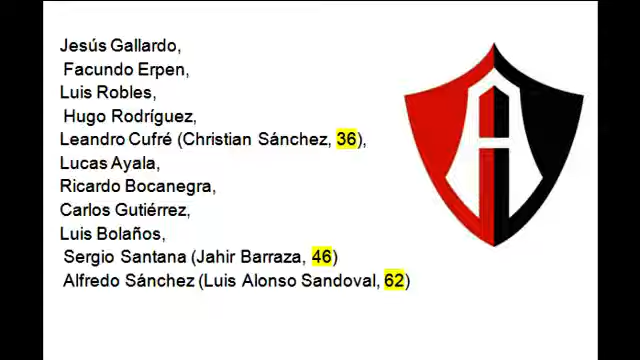 Jesús Gallardo,
Facundo Erpen,
Luis Robles,
Hugo Rodríguez,
Leandro Cufré (Christian Sánchez, 36),
Lucas Ayala,
Ricardo Bocanegra,
Carlos Gutiérrez,
Luis Bolaños,
Sergio Santana (Jahir Barraza, 46)
Alfredo Sánchez (Luis Alonso Sandoval, 62)
A